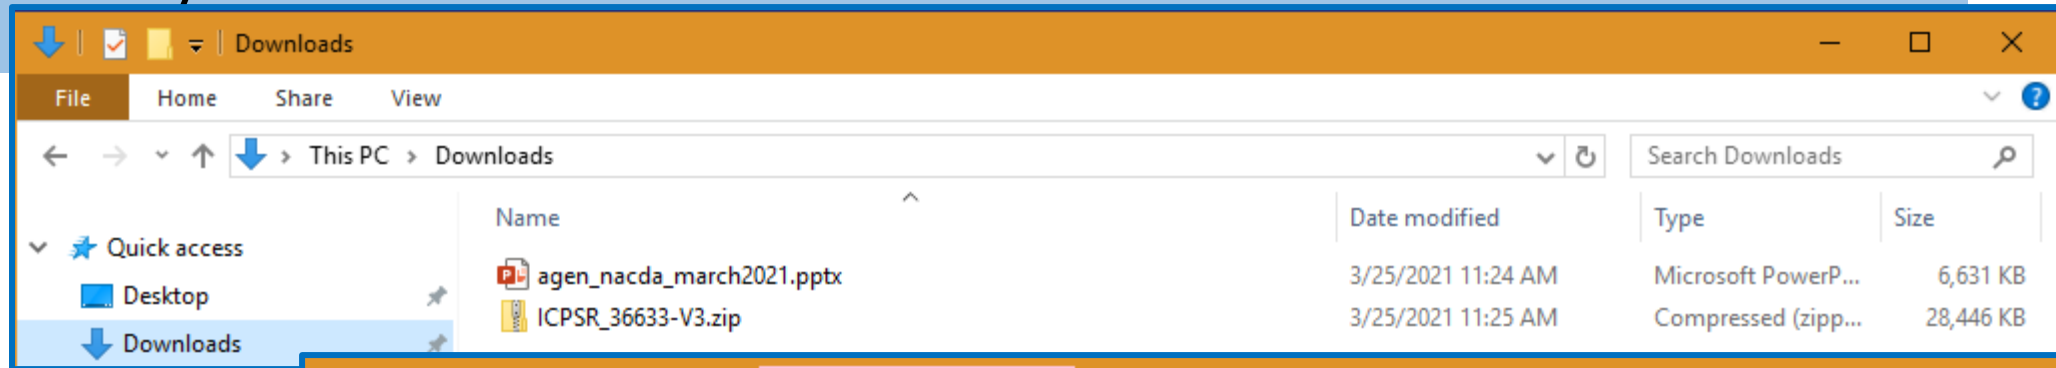 Downloads
File Home Share View
This PC > Downloads Search Downloads
Name Date modified Type Size
Quick access
agen_nacda_march2021.pptx 3/25/2021 11:24 AM Microsoft PowerP... 6,631 KB
Desktop
ICPSR_36633-V3.zip 3/25/2021 11:25 AM Compressed (zipp... 28,446 KB
Downloads